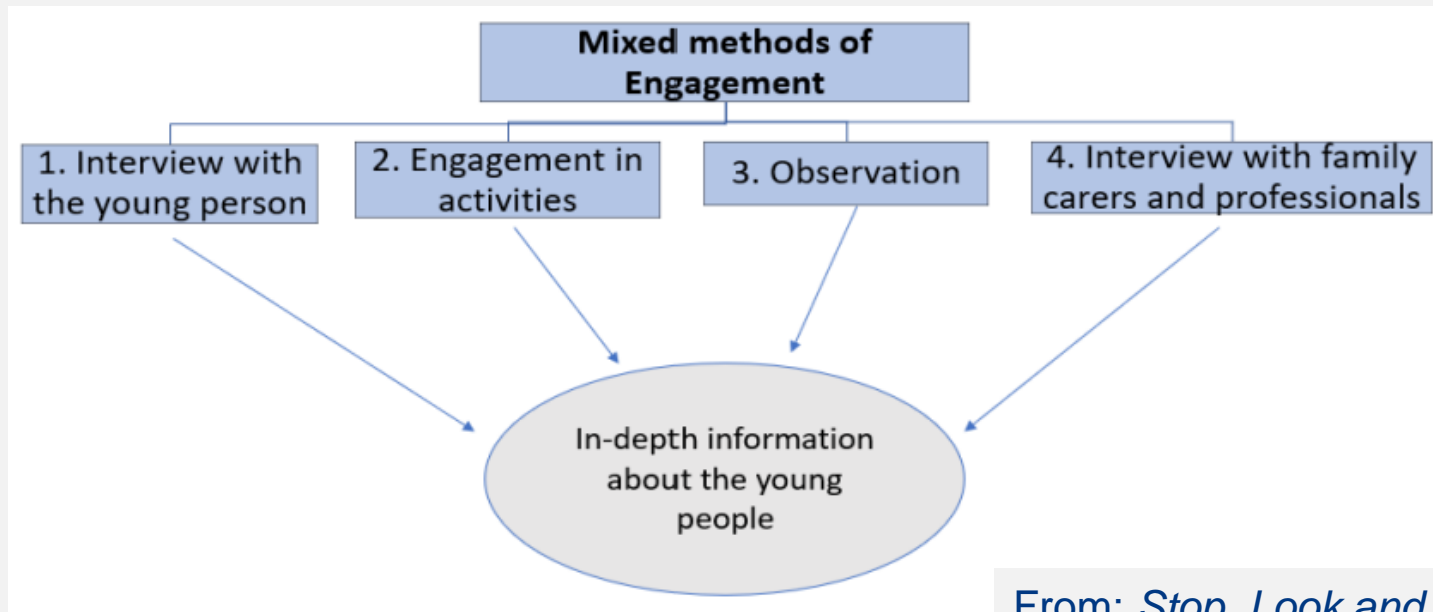 Mixed methods of
Engagement
1. Interview with
the young person
2. Engagement in
activities
3. Observation
4. Interview with family
carers and professionals
In-depth information
about the young
people
From: Stop, Look and